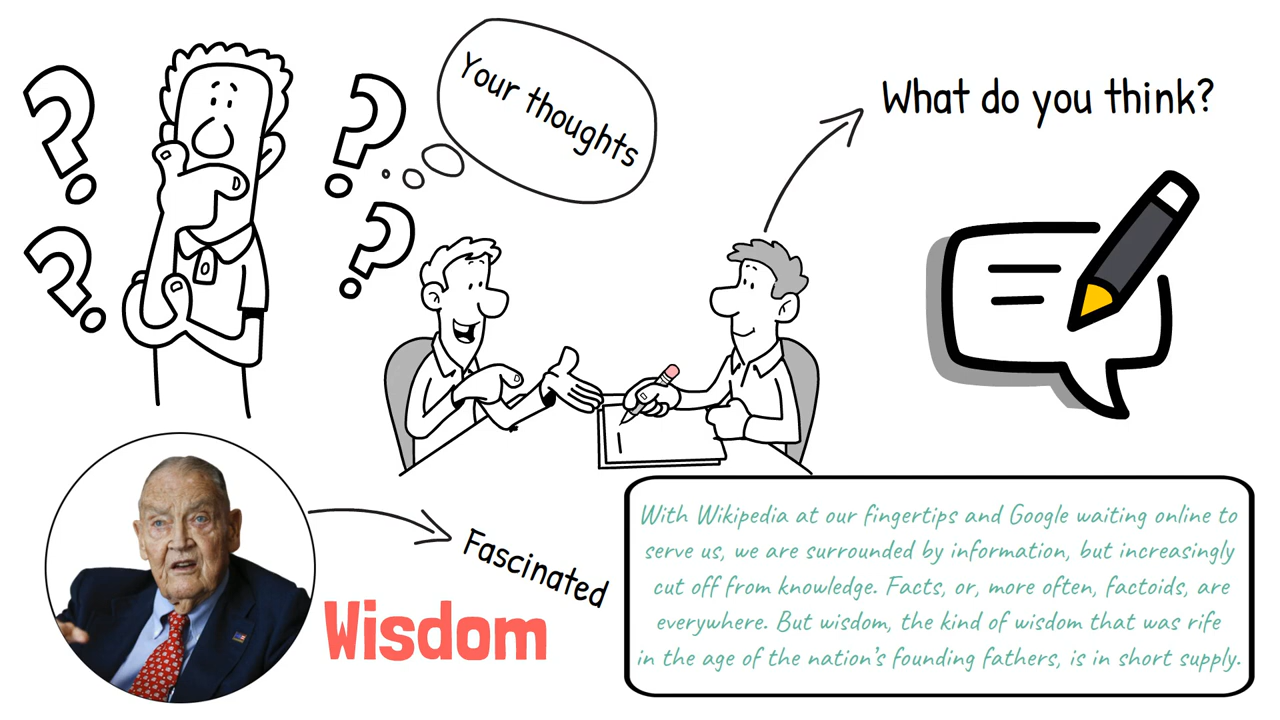 Your thoughts
What do you think?
Fascinated
Wisdom
With Wikipedia at our fingertips and Google waiting online to
serve us, we are surrounded by information, but increasingly
cut off from knowledge. Facts, or, more often, factoids, are
everywhere. But wisdom, the kind of wisdom that was rife
in the age of the nation's founding fathers, is in short supply.